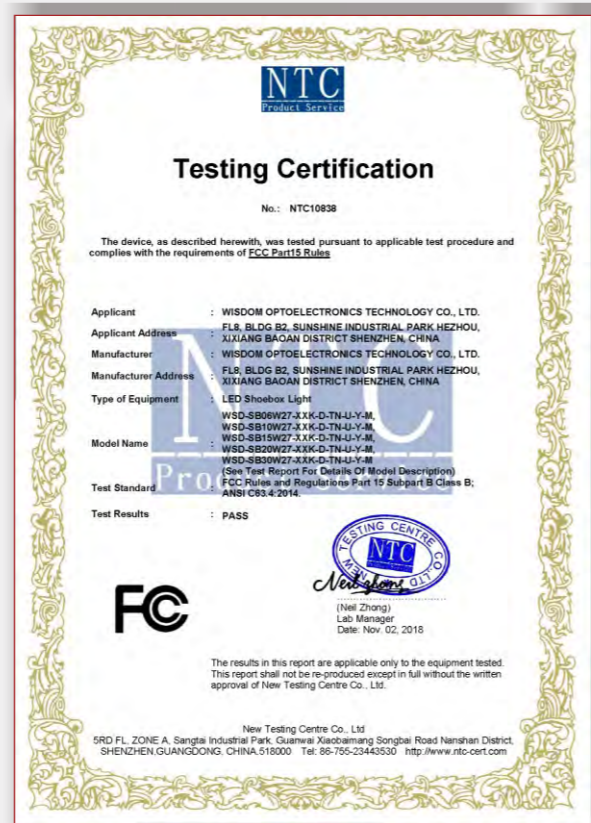 NTC
Product Service
Testing Certification
No.: NTC10838
The device, as described herewith, was tested pursuant to applicable test procedure and
complies with the requirements of FCC Part15 Rules
Applicant : WISDOM OPTOELECTRONICS TECHNOLOGY CO., LTD.
Applicant Address : FL8, BLDG B2, SUNSHINE INDUSTRIAL PARK HEZHOU,
XIXIANG BAOAN DISTRICT SHENZHEN, CHINA
Manufacturer : WISDOM OPTOELECTRONICS TECHNOLOGY CO., LTD.
Manufacturer Address : FL8, BLDG B2, SUNSHINE INDUSTRIAL PARK HEZHOU,
XIXIANG BAOAN DISTRICT SHENZHEN, CHINA
Type of Equipment : LED Shoebox Light
Model Name : WSD-SB06W27-XXK-D-TN-U-Y-M,
WSD-SB10W27-XXK-D-TN-U-Y-M,
WSD-SB15W27-XXK-D-TN-U-Y-M,
WSD-SB20W27-XXK-D-TN-U-Y-M,
WSD-SB30W27-XXK-D-TN-U-Y-M
(See Test Report For Details Of Model Description)
Test Standard : FCC Rules and Regulations Part 15 Subpart B Class B;
ANSI C63.4:2014.
Test Results : PASS
NTC
Product Service
NEW TESTING CENTRE CO., LTD
NTC
Neil zhong
(Neil Zhong)
Lab Manager
Date: Nov. 02, 2018
FC
The results in this report are applicable only to the equipment tested.
This report shall not be re-produced except in full without the written
approval of New Testing Centre Co., Ltd.
New Testing Centre Co., Ltd
5RD FL, ZONE A, Sangtai Industrial Park, Guanwai Xiaobaimang Songbai Road Nanshan District,
SHENZHEN,GUANGDONG, CHINA.518000 Tel: 86-755-23443530 http://www.ntc-cert.com